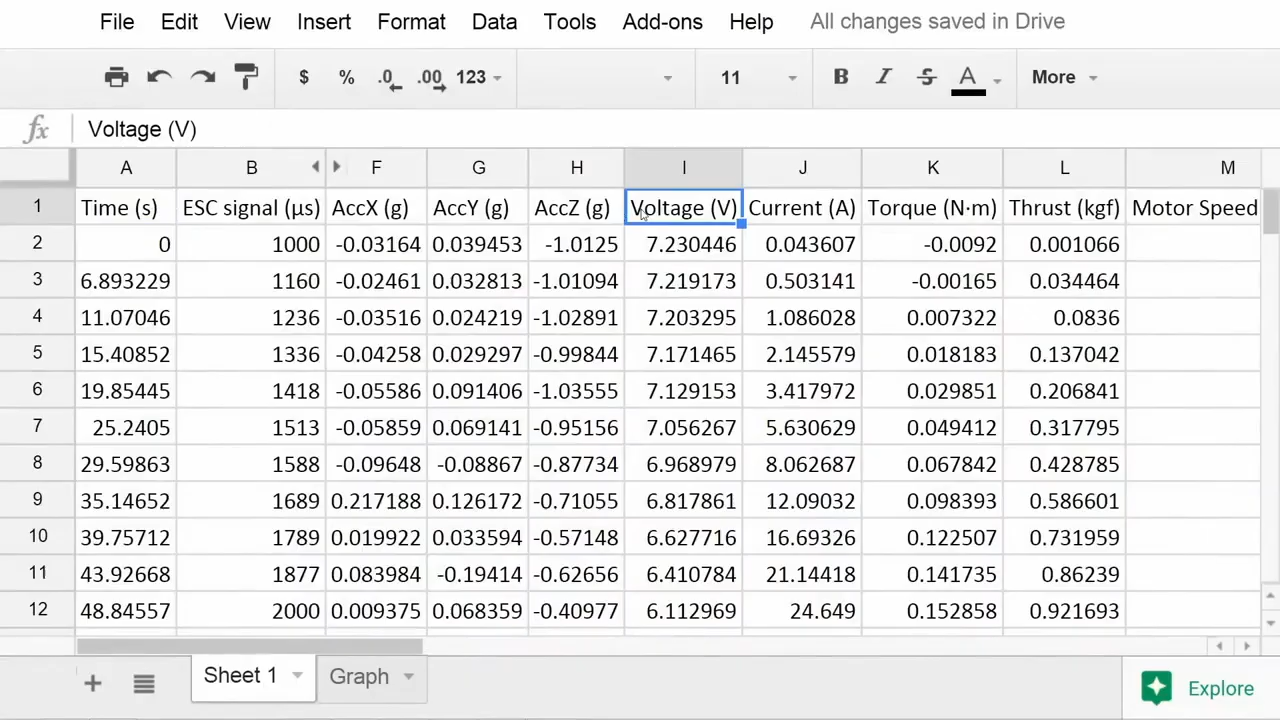 File Edit View Insert Format Data Tools Add-ons Help All changes saved in Drive
$ % .0 .00 123 11 B I S A More
fx Voltage (V)
A B F G H I J K L M
1 Time (s) ESC signal (µs) AccX (g) AccY (g) AccZ (g) Voltage (V) Current (A) Torque (N·m) Thrust (kgf) Motor Speed
2 0 1000 -0.03164 0.039453 -1.0125 7.230446 0.043607 -0.0092 0.001066
3 6.893229 1160 -0.02461 0.032813 -1.01094 7.219173 0.503141 -0.00165 0.034464
4 11.07046 1236 -0.03516 0.024219 -1.02891 7.203295 1.086028 0.007322 0.0836
5 15.40852 1336 -0.04258 0.029297 -0.99844 7.171465 2.145579 0.018183 0.137042
6 19.85445 1418 -0.05586 0.091406 -1.03555 7.129153 3.417972 0.029851 0.206841
7 25.2405 1513 -0.05859 0.069141 -0.95156 7.056267 5.630629 0.049412 0.317795
8 29.59863 1588 -0.09648 -0.08867 -0.87734 6.968979 8.062687 0.067842 0.428785
9 35.14652 1689 0.217188 0.126172 -0.71055 6.817861 12.09032 0.098393 0.586601
10 39.75712 1789 0.019922 0.033594 -0.57148 6.627716 16.69326 0.122507 0.731959
11 43.92668 1877 0.083984 -0.19414 -0.62656 6.410784 21.14418 0.141735 0.86239
12 48.84557 2000 0.009375 0.068359 -0.40977 6.112969 24.649 0.152858 0.921693
Sheet 1 Graph Explore